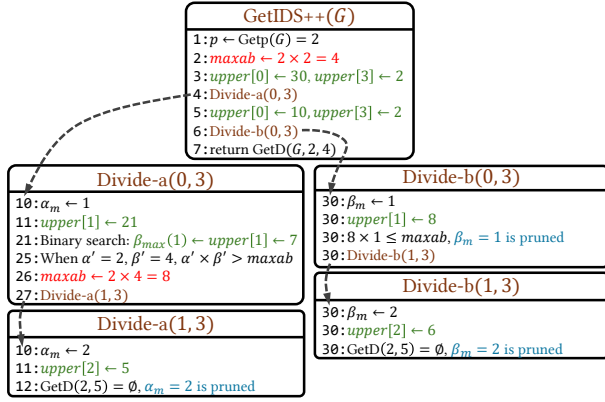 GetIDS++(G)
1: p ← Getp(G) = 2
2: maxab ← 2 × 2 = 4
3: upper[0] ← 30, upper[3] ← 2
4: Divide-a(0, 3)
5: upper[0] ← 10, upper[3] ← 2
6: Divide-b(0, 3)
7: return GetD(G, 2, 4)
Divide-a(0, 3)
10: αₘ ← 1
11: upper[1] ← 21
21: Binary search: βₘₐₓ(1) ← upper[1] ← 7
25: When α′ = 2, β′ = 4, α′ × β′ > maxab
26: maxab ← 2 × 4 = 8
27: Divide-a(1, 3)
Divide-a(1, 3)
10: αₘ ← 2
11: upper[2] ← 5
12: GetD(2, 5) = ∅, αₘ = 2 is pruned
Divide-b(0, 3)
30: βₘ ← 1
30: upper[1] ← 8
30: 8 × 1 ≤ maxab, βₘ = 1 is pruned
30: Divide-b(1, 3)
Divide-b(1, 3)
30: βₘ ← 2
30: upper[2] ← 6
30: GetD(2, 5) = ∅, βₘ = 2 is pruned